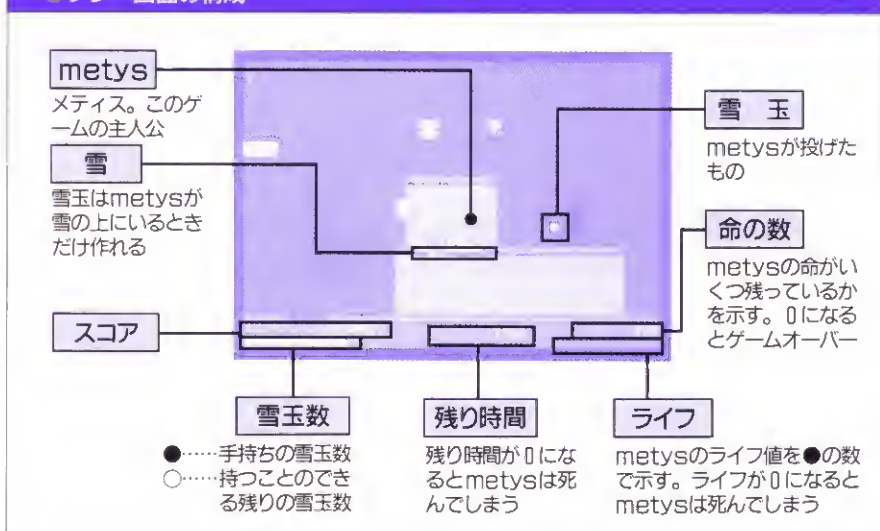 metys
メティス。このゲ
ームの主人公
雪
雪玉はmetysが
雪の上にいるとき
だけ作れる
スコア
雪玉数
●……手持ちの雪玉数
○……持つことのでき
る残りの雪玉数
残り時間
残り時間が0にな
るとmetysは死
んでしまう
雪 玉
metysが投げた
もの
命の数
metysの命がい
くつ残っているか
を示す。0になる
とゲームオーバー
ライフ
metysのライフ値を●の数
で示す。ライフが0になると
metysは死んでしまう